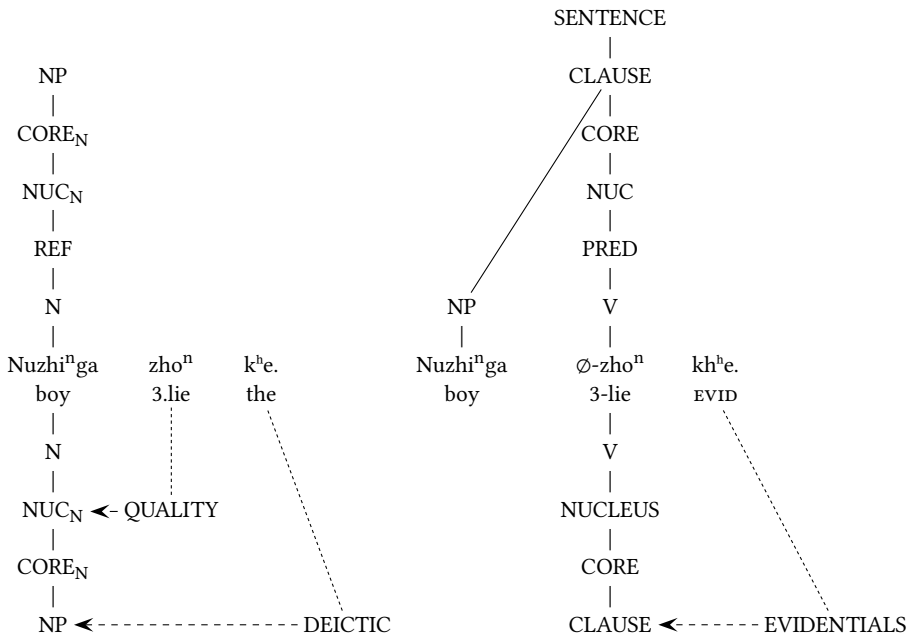 SENTENCE
NP CLAUSE
CORE_N CORE
NUC_N NUC
REF PRED
N NP V
Nuzhiⁿga zhoⁿ kʰe. Nuzhiⁿga ∅-zhoⁿ kh​e.
boy 3.lie the boy 3-lie EVID
N V
NUC_N QUALITY NUCLEUS
CORE_N CORE
NP DEICTIC CLAUSE EVIDENTIALS